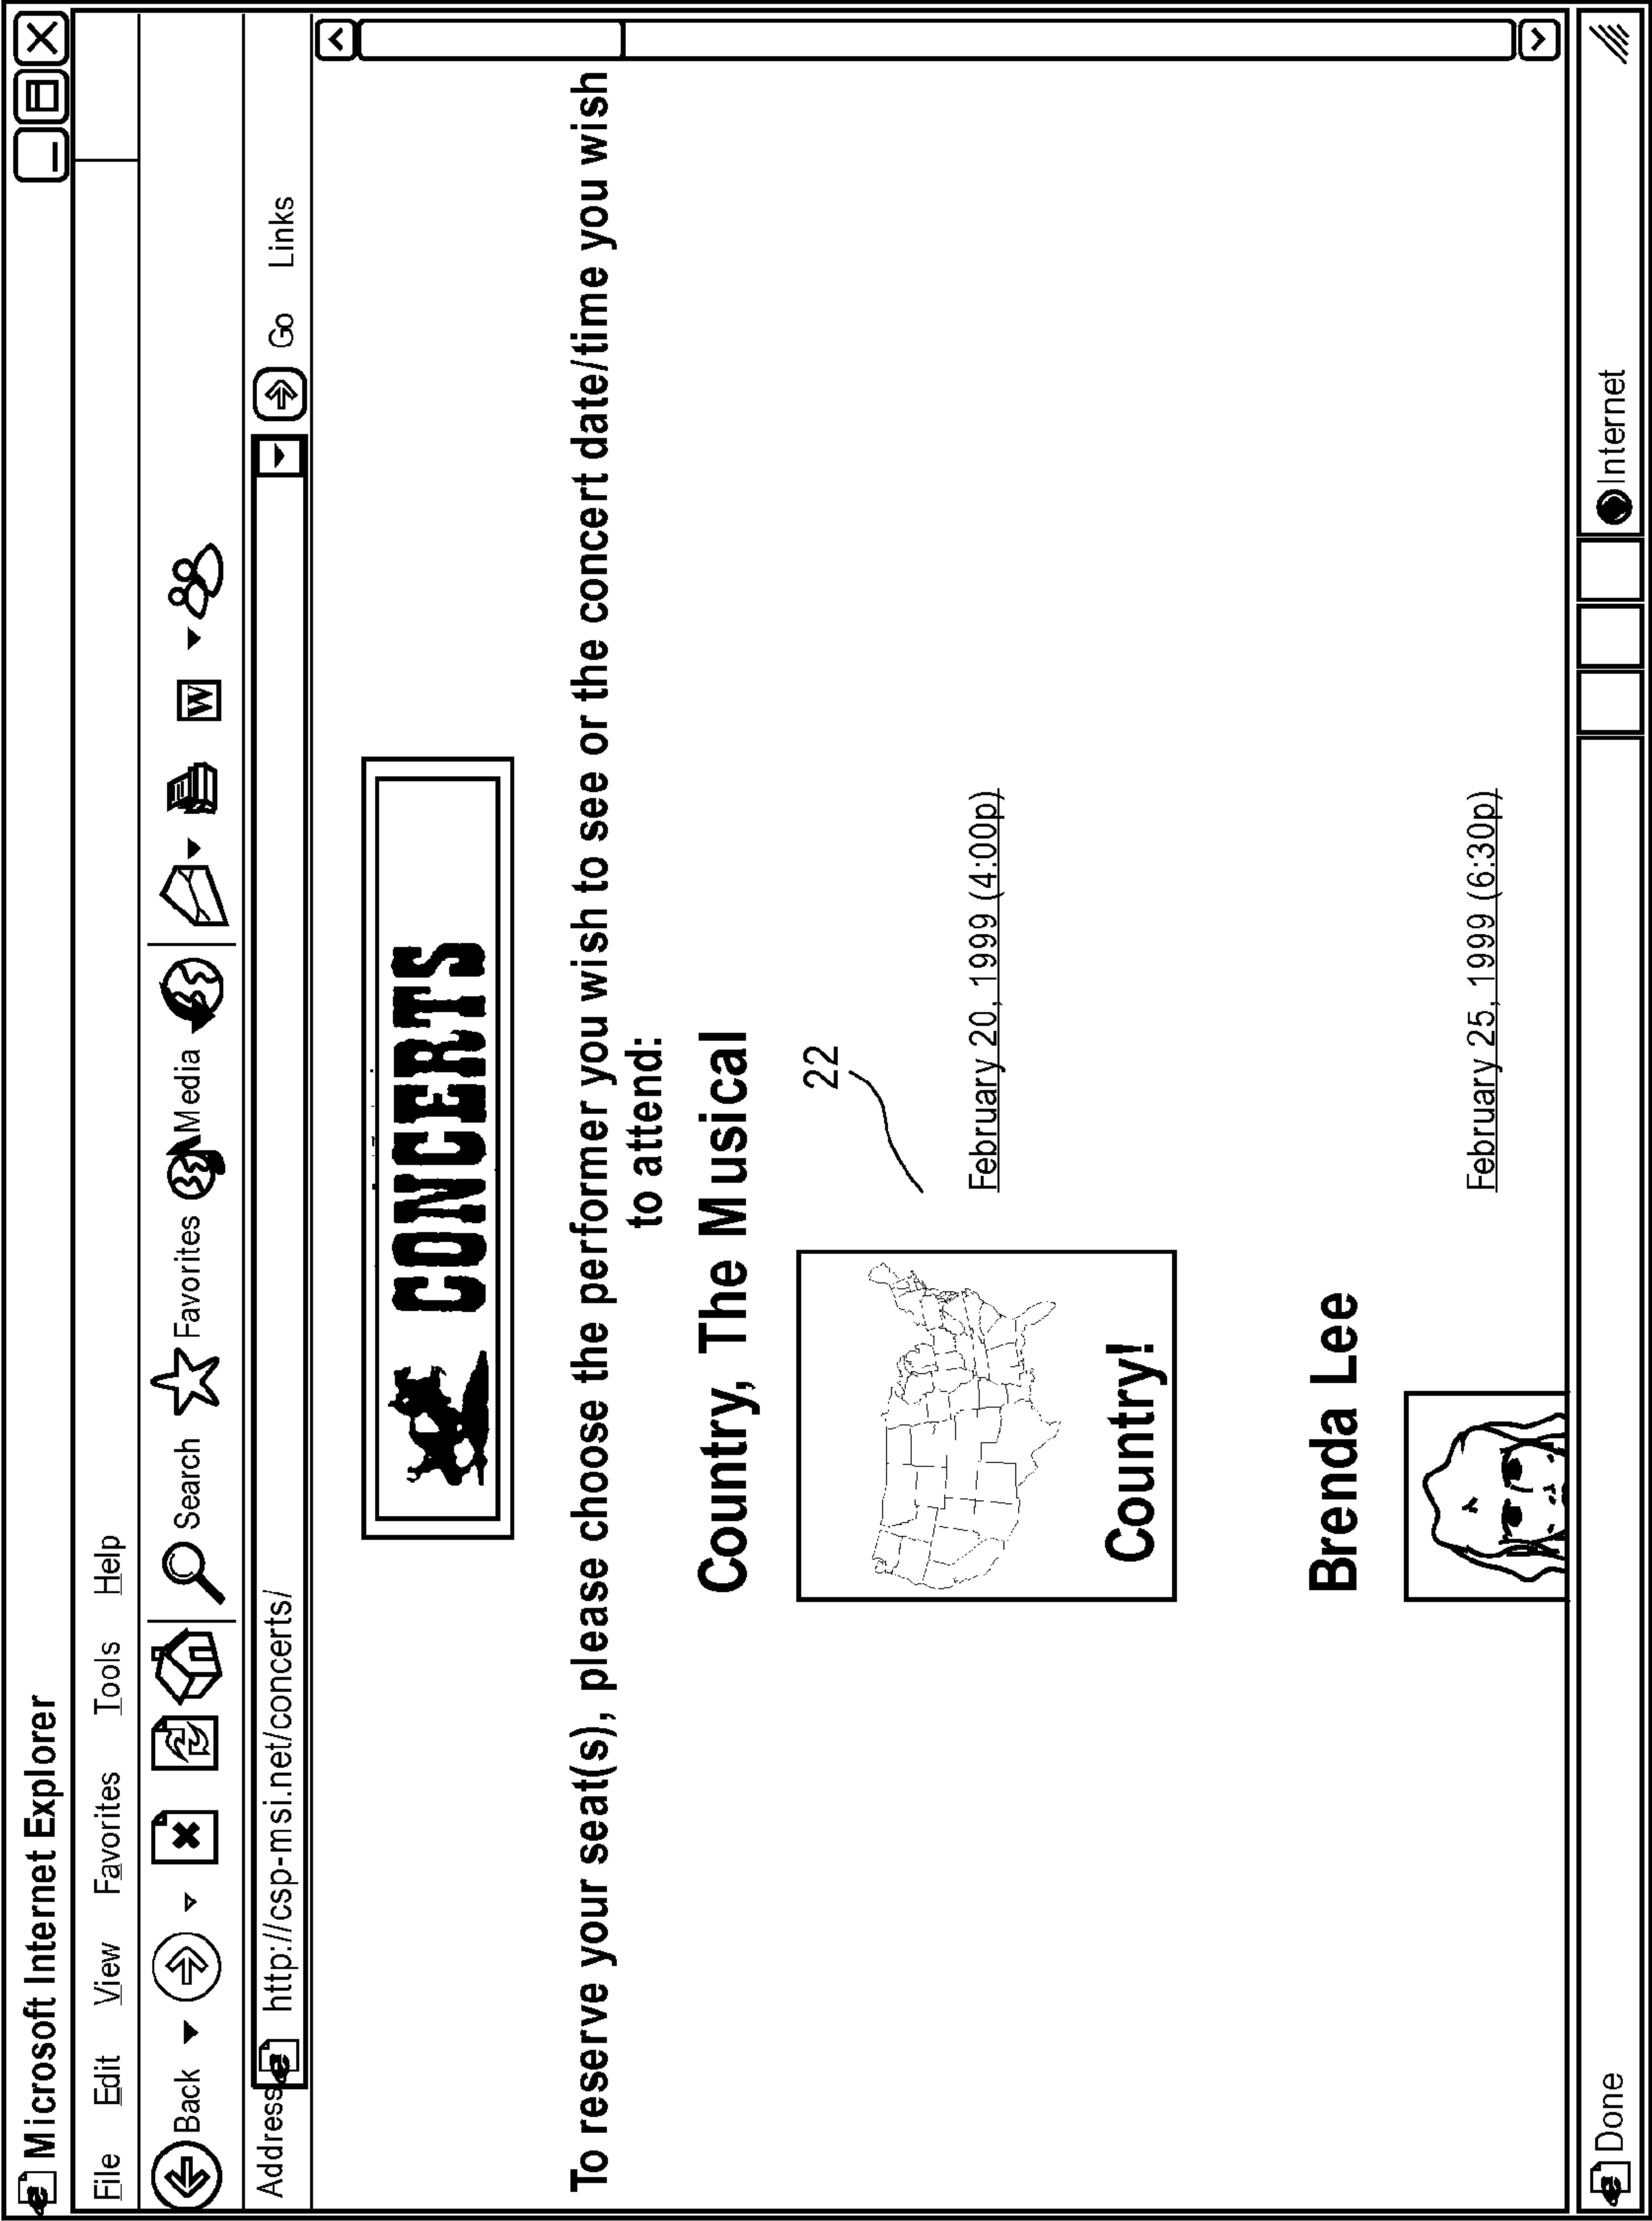 Microsoft Internet Explorer
File Edit View Favorites Tools Help
Back Search Favorites Media W
Address http://csp-msi.net/concerts/ Go Links
CONCERTS
To reserve your seat(s), please choose the performer you wish to see or the concert date/time you wish
to attend:
Country, The Musical
22
February 20, 1999 (4:00p)
Country!
Brenda Lee
February 25, 1999 (6:30p)
Done Internet